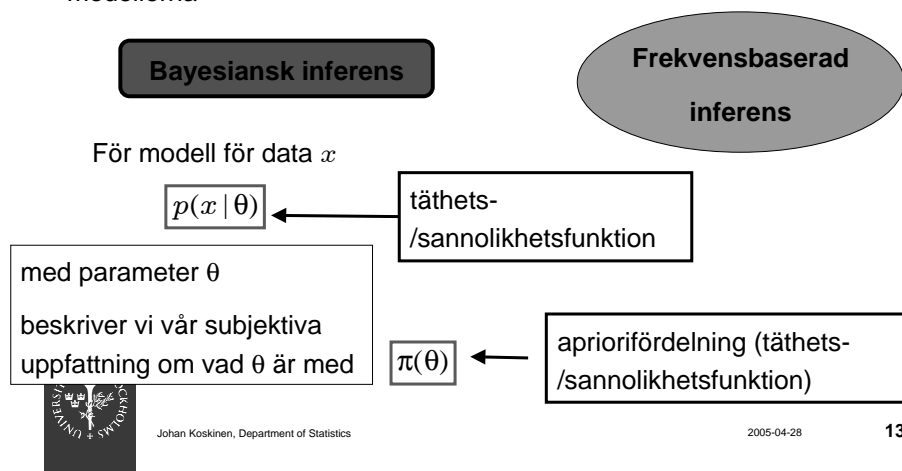 Bayesiansk inferens
Frekvensbaserad
inferens
För modell för data x
p(x | θ)
täthets-
/sannolikhetsfunktion
med parameter θ
beskriver vi vår subjektiva
uppfattning om vad θ är med
π(θ)
apriorifördelning (täthets-
/sannolikhetsfunktion)
Johan Koskinen, Department of Statistics
2005-04-28
13